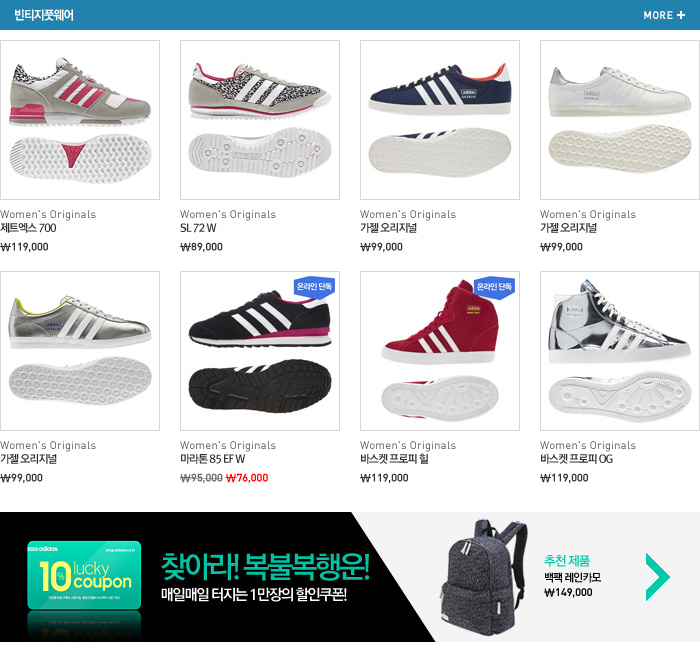 빈티지풋웨어
MORE +
Women's Originals
제트엑스 700
₩119,000
Women's Originals
SL 72 W
₩89,000
Women's Originals
가젤 오리지널
₩99,000
Women's Originals
가젤 오리지널
₩99,000
온라인 단독
온라인 단독
Women's Originals
가젤 오리지널
₩99,000
Women's Originals
마라톤 85 EF W
₩95,000 ₩76,000
Women's Originals
바스켓 프로피 힐
₩119,000
Women's Originals
바스켓 프로피 OG
₩119,000
adidas
shop.adidas.co.kr
10% lucky
coupon
찾아라! 복불복행운!
매일매일 터지는 1만장의 할인쿠폰!
추천 제품
백팩 레인카모
₩149,000